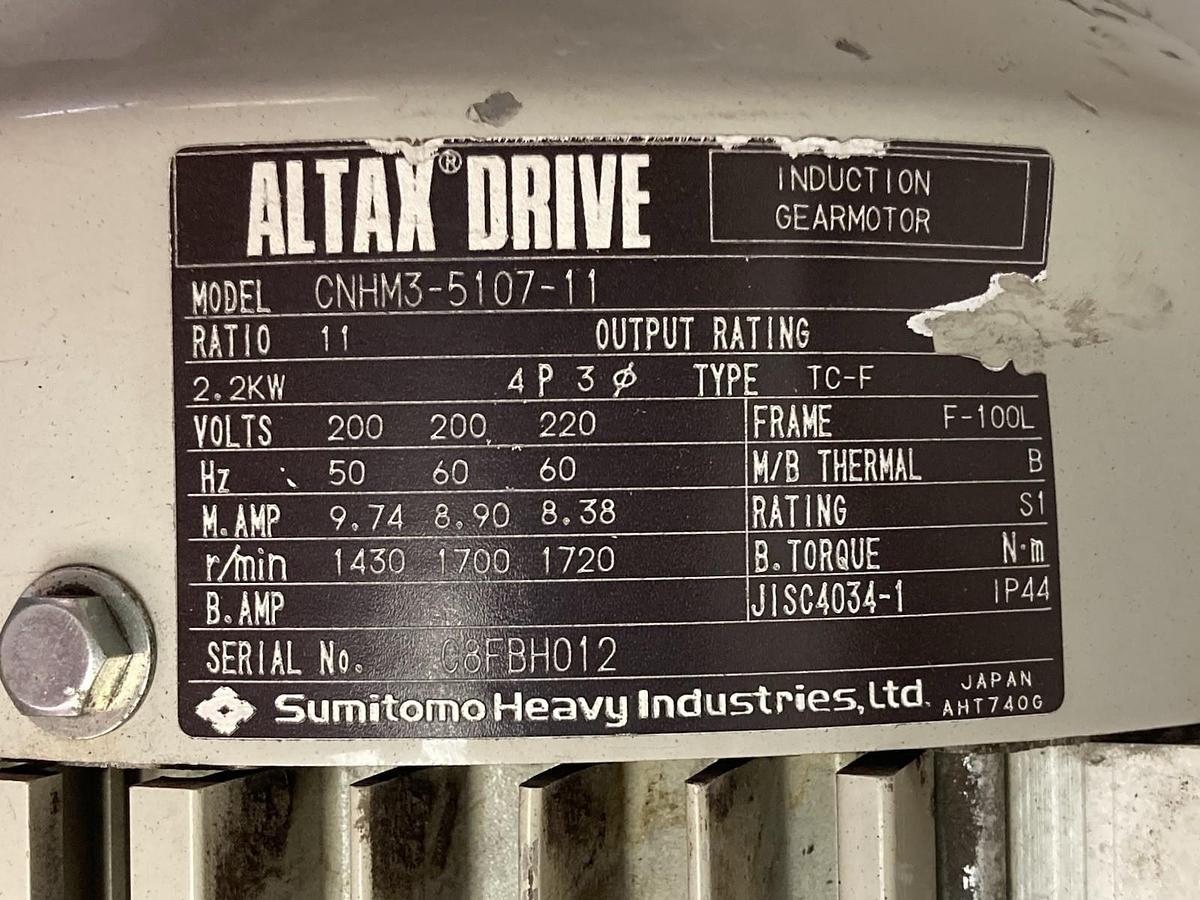 ALTAX® DRIVE
INDUCTION
GEARMOTOR
MODEL CNHM3-5107-11
RATIO 11 OUTPUT RATING
2.2KW 4 P 3 ϕ TYPE TC-F
VOLTS 200 200 220 FRAME F-100L
Hz 50 60 60 M/B THERMAL B
M.AMP 9.74 8.90 8.38 RATING S1
r/min 1430 1700 1720 B.TORQUE N·m
B.AMP JISC4034-1 IP44
SERIAL No. C8FBH012
Sumitomo Heavy Industries, Ltd. JAPAN
AHT740G